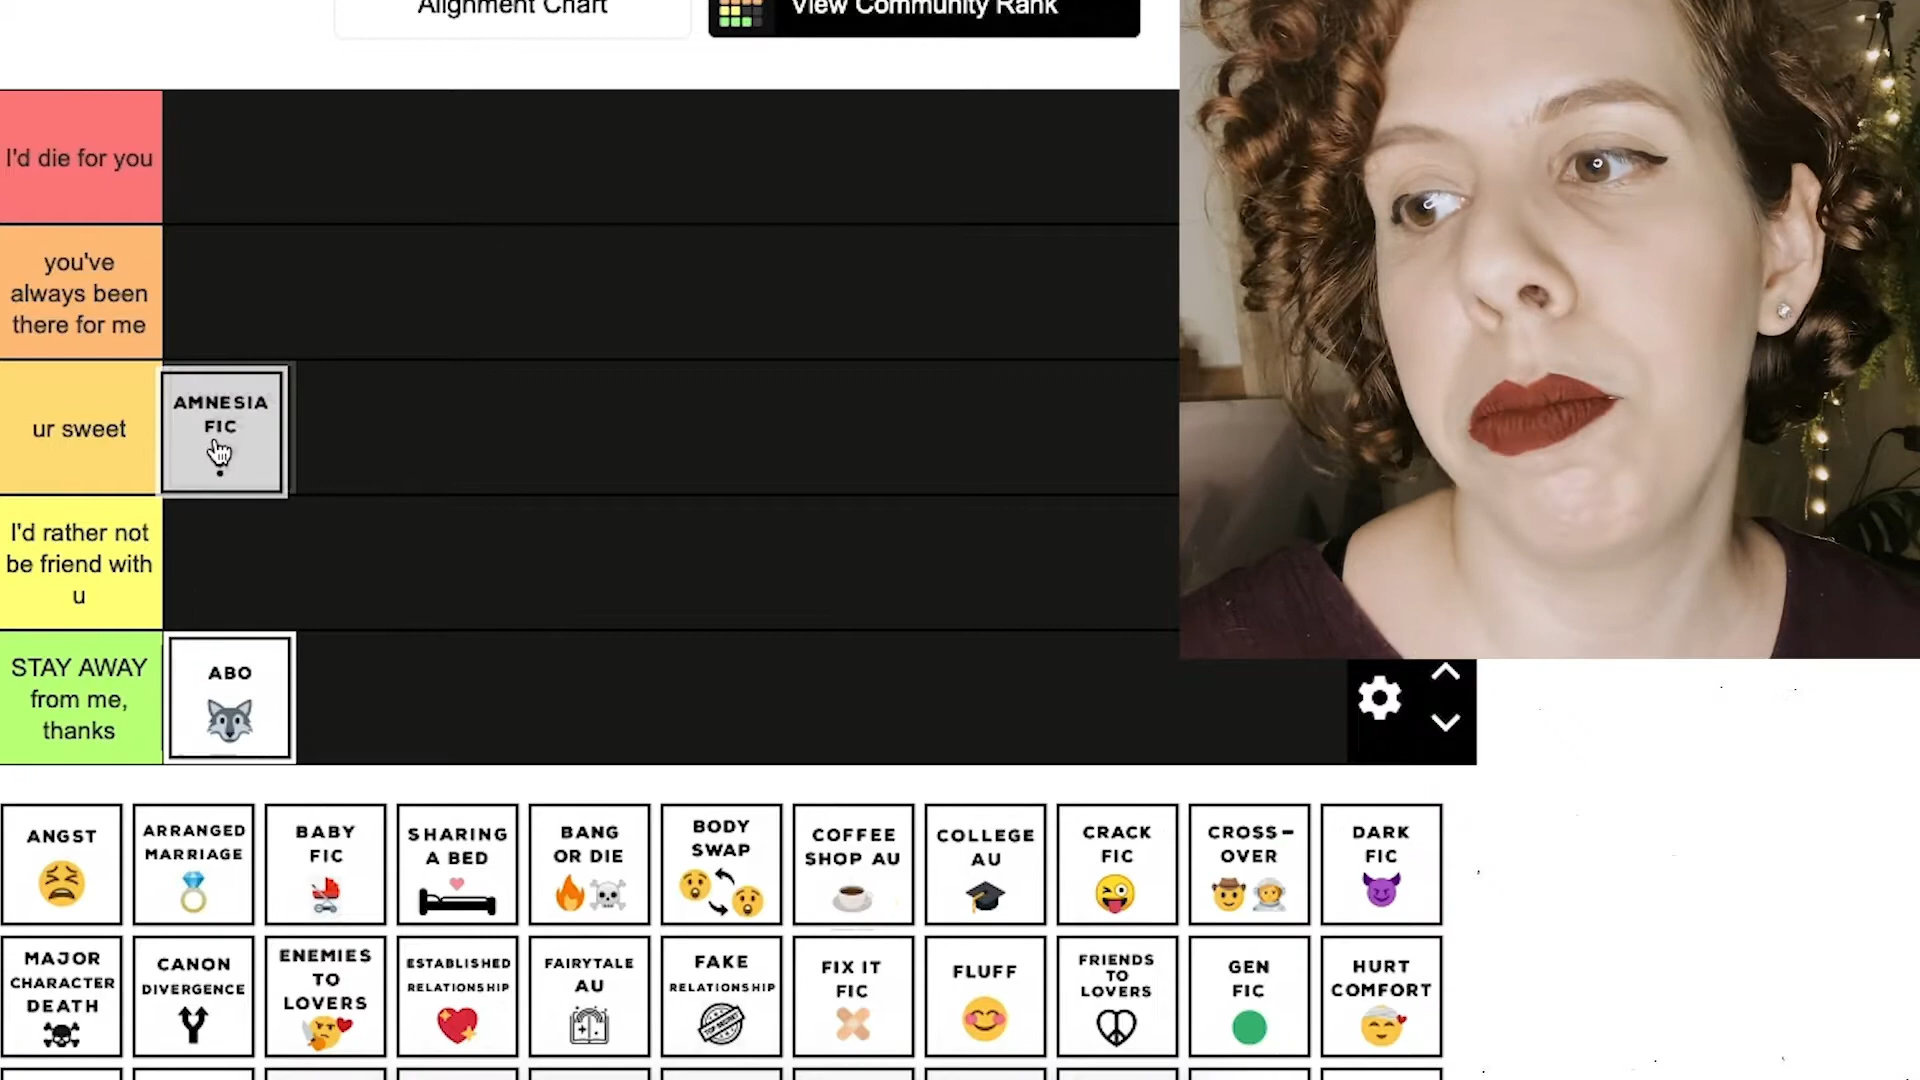 Alignment Chart
View Community Rank
I'd die for you
you've
always been
there for me
ur sweet
AMNESIA
FIC
I'd rather not
be friend with
u
STAY AWAY
from me,
thanks
ABO
ANGST
ARRANGED
MARRIAGE
BABY
FIC
SHARING
A BED
BANG
OR DIE
BODY
SWAP
COFFEE
SHOP AU
COLLEGE
AU
CRACK
FIC
CROSS-
OVER
DARK
FIC
MAJOR
CHARACTER
DEATH
CANON
DIVERGENCE
ENEMIES
TO
LOVERS
ESTABLISHED
RELATIONSHIP
FAIRYTALE
AU
FAKE
RELATIONSHIP
TOP SECRET
FIX IT
FIC
FLUFF
FRIENDS
TO
LOVERS
GEN
FIC
HURT
COMFORT